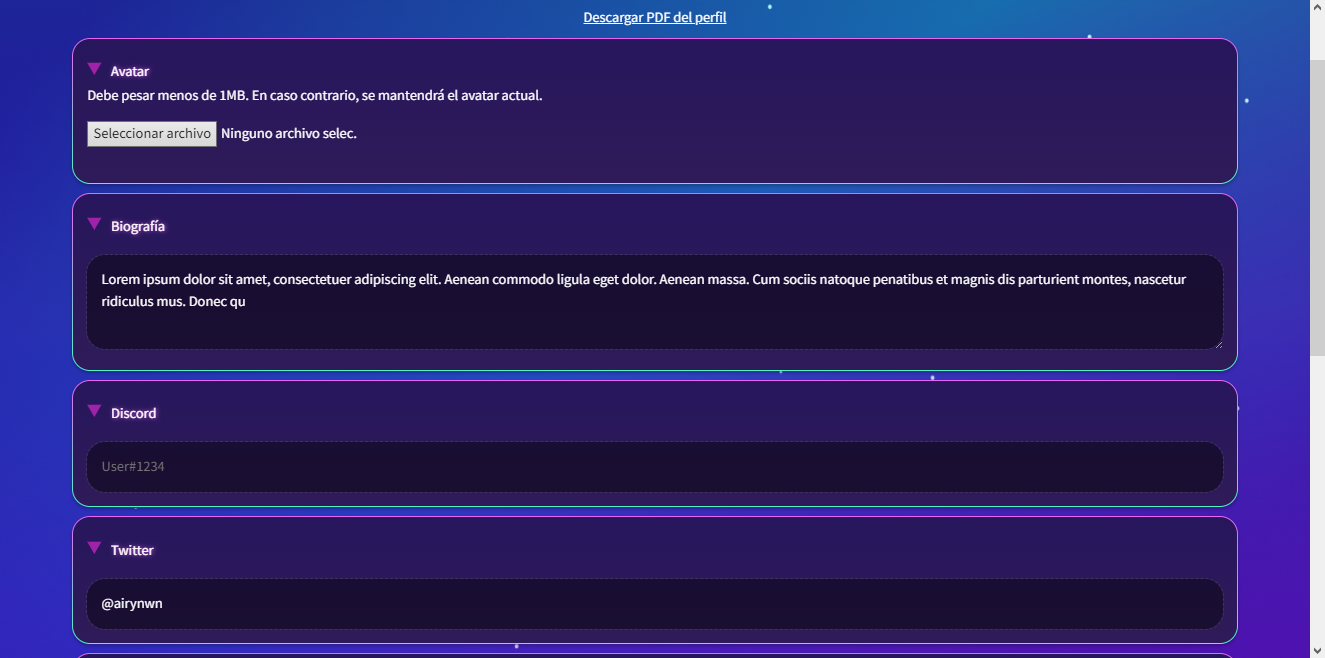 Descargar PDF del perfil
Avatar
Debe pesar menos de 1MB. En caso contrario, se mantendrá el avatar actual.
Seleccionar archivo Ninguno archivo selec.
Biografía
Lorem ipsum dolor sit amet, consectetuer adipiscing elit. Aenean commodo ligula eget dolor. Aenean massa. Cum sociis natoque penatibus et magnis dis parturient montes, nascetur
ridiculus mus. Donec qu
Discord
User#1234
Twitter
@airynwn